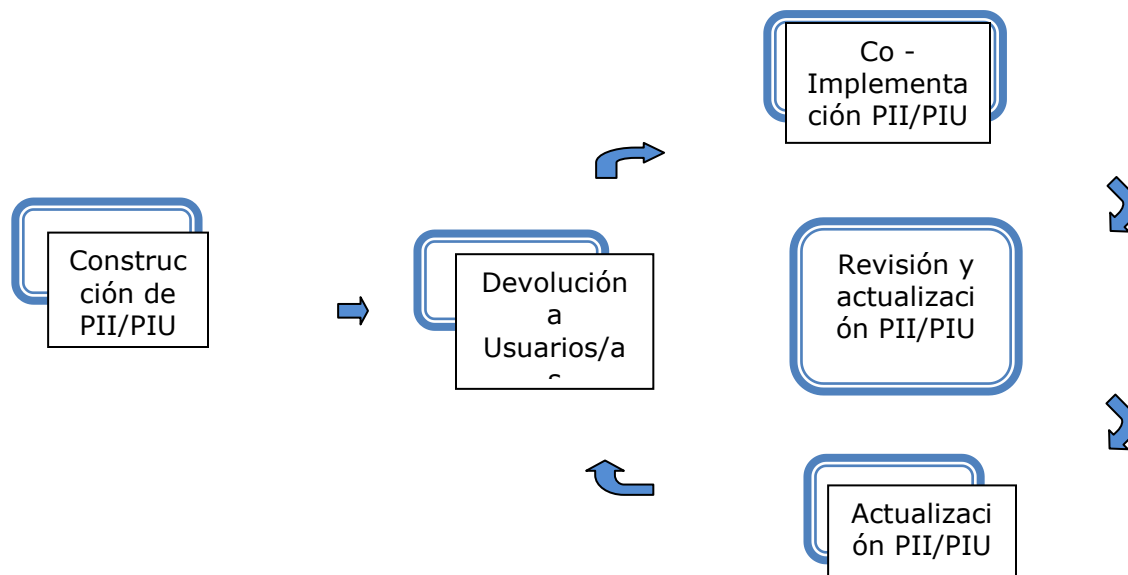 Construc
ción de
PII/PIU
Devolución
a
Usuarios/a
Co -
Implementa
ción PII/PIU
Revisión y
actualizaci
ón PII/PIU
Actualizaci
ón PII/PIU